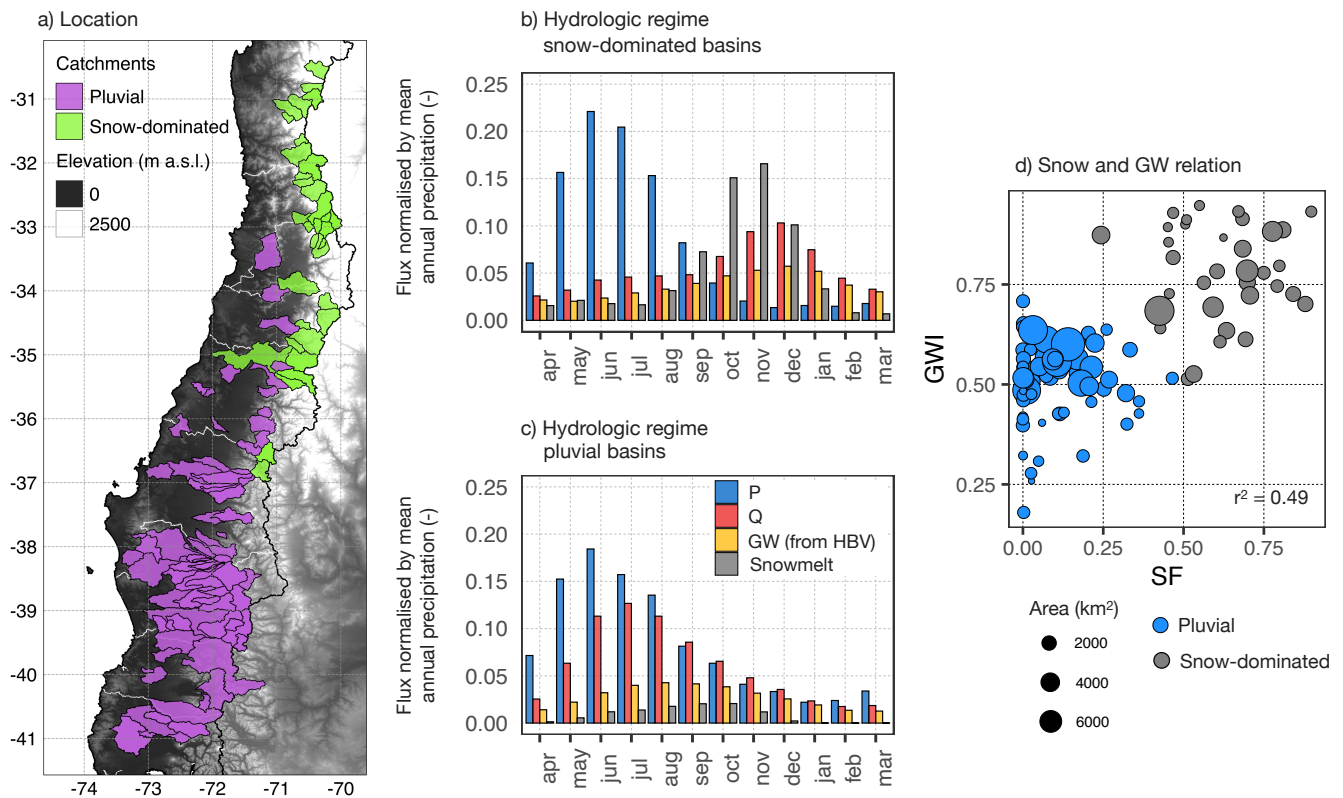 a) Location
Catchments
Pluvial
Snow-dominated
Elevation (m a.s.l.)
0
2500
-31
-32
-33
-34
-35
-36
-37
-38
-39
-40
-41
-74
-73
-72
-71
-70
b) Hydrologic regime
snow-dominated basins
Flux normalised by mean
annual precipitation (-)
0.25
0.20
0.15
0.10
0.05
0.00
apr
may
jun
jul
aug
sep
oct
nov
dec
jan
feb
mar
c) Hydrologic regime
pluvial basins
Flux normalised by mean
annual precipitation (-)
0.25
0.20
0.15
0.10
0.05
0.00
P
Q
GW (from HBV)
Snowmelt
apr
may
jun
jul
aug
sep
oct
nov
dec
jan
feb
mar
d) Snow and GW relation
GWI
0.75
0.50
0.25
r² = 0.49
0.00
0.25
0.50
0.75
SF
Area (km²)
2000
4000
6000
Pluvial
Snow-dominated